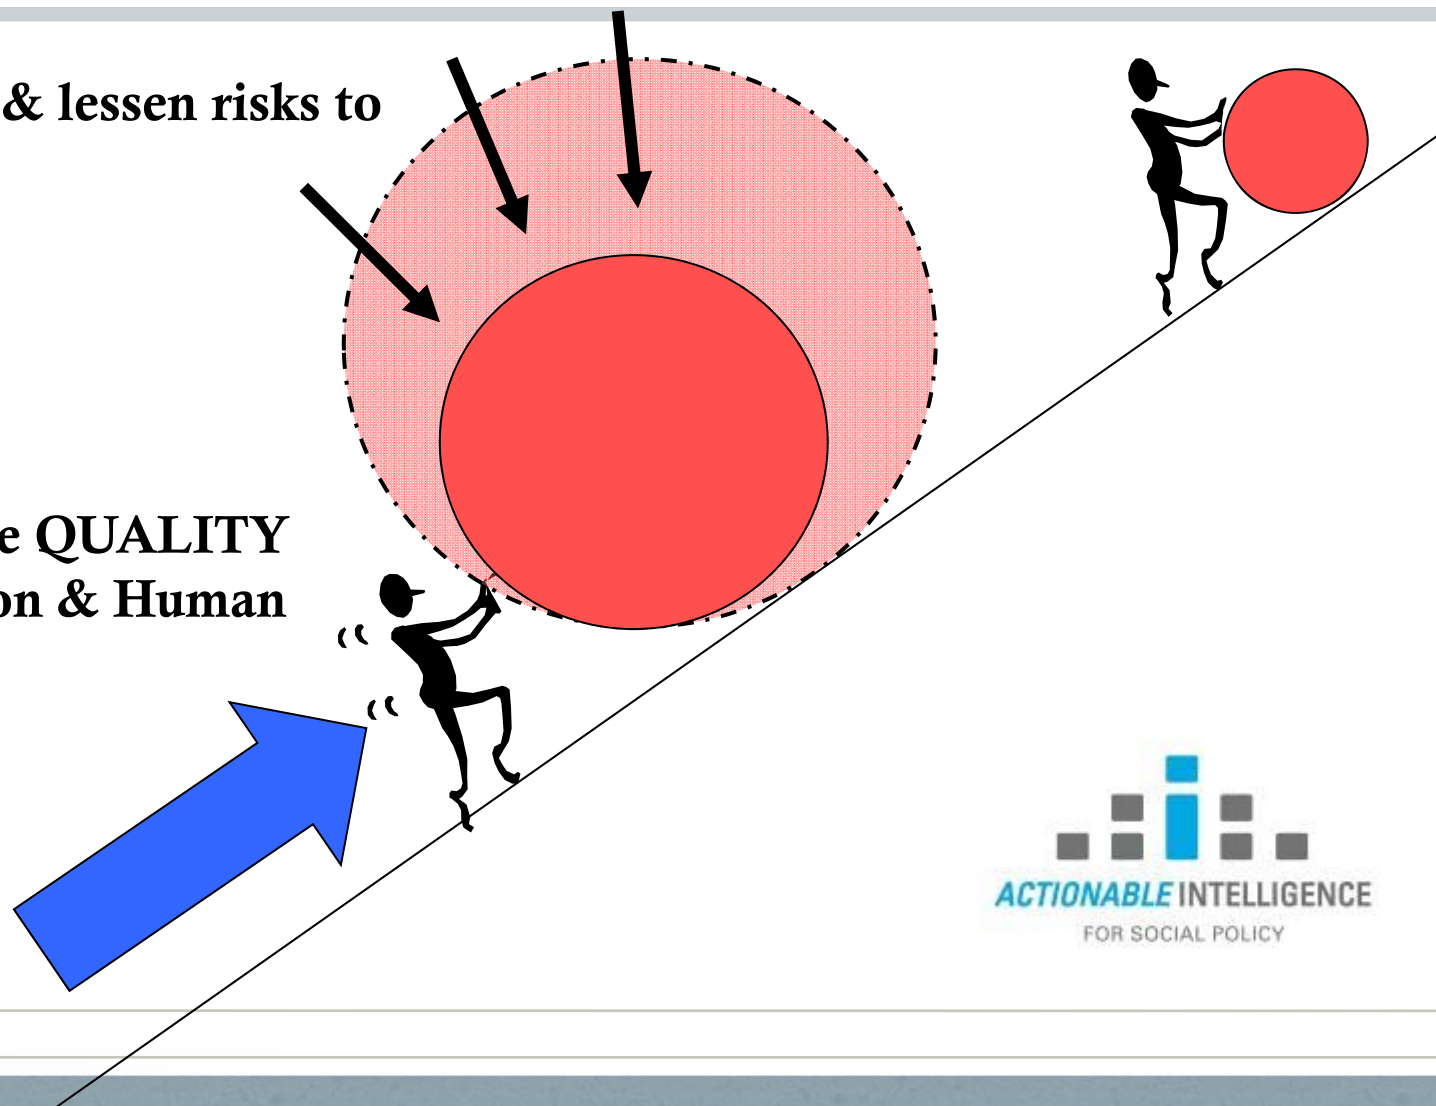 & lessen risks to
e QUALITY
on & Human
ACTIONABLE INTELLIGENCE
FOR SOCIAL POLICY